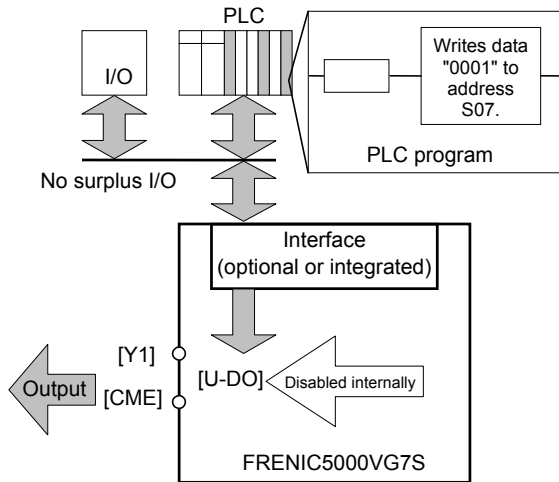 PLC
I/O
Writes data
"0001" to
address
S07.
PLC program
No surplus I/O
Interface
(optional or integrated)
[Y1]
[U-DO]
Disabled internally
Output
[CME]
FRENIC5000VG7S